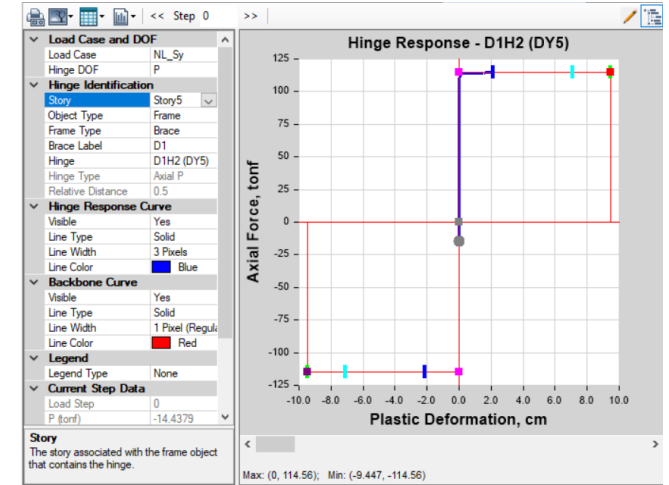 << Step 0 >>
Load Case and DOF
Load Case NL_Sy
Hinge DOF P
Hinge Identification
Story Story5
Object Type Frame
Frame Type Brace
Brace Label D1
Hinge D1H2 (DY5)
Hinge Type Axial P
Relative Distance 0.5
Hinge Response Curve
Visible Yes
Line Type Solid
Line Width 3 Pixels
Line Color Blue
Backbone Curve
Visible Yes
Line Type Solid
Line Width 1 Pixel (Regula
Line Color Red
Legend
Legend Type None
Current Step Data
Load Step 0
P (tonf) -14.4379
Story
The story associated with the frame object
that contains the hinge.
Hinge Response - D1H2 (DY5)
Axial Force, tonf
125
100
75
50
25
0
-25
-50
-75
-100
-125
-10.0 -8.0 -6.0 -4.0 -2.0 0.0 2.0 4.0 6.0 8.0 10.0
Plastic Deformation, cm
Max: (0, 114.56); Min: (-9.447, -114.56)